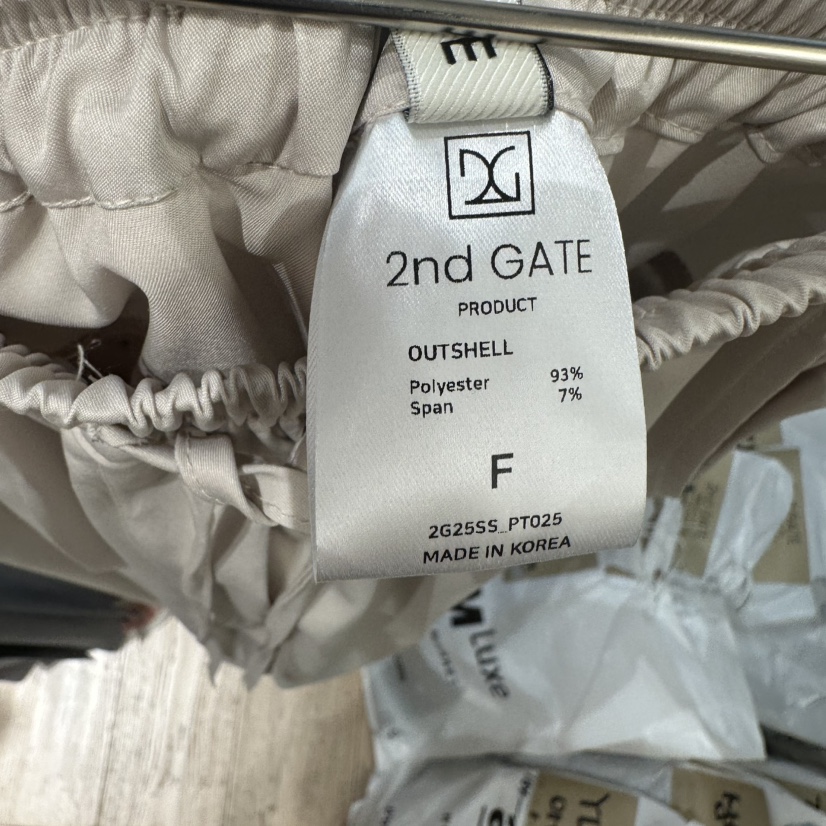 E
2nd GATE
PRODUCT
OUTSHELL
Polyester 93%
Span 7%
F
2G25SS_PT025
MADE IN KOREA
M
Luxe